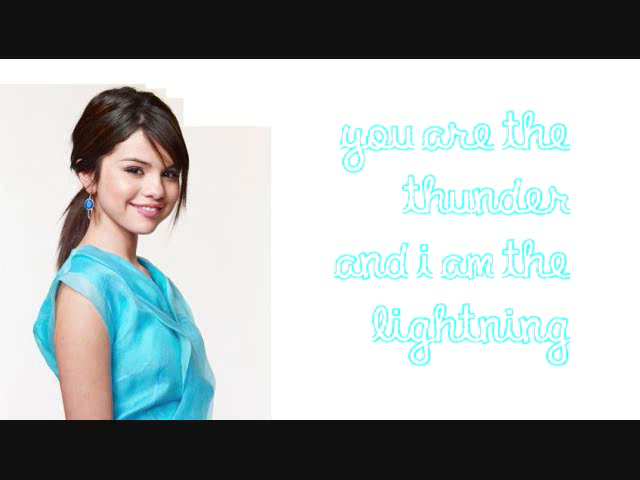 you are the
thunder
and i am the
lightning